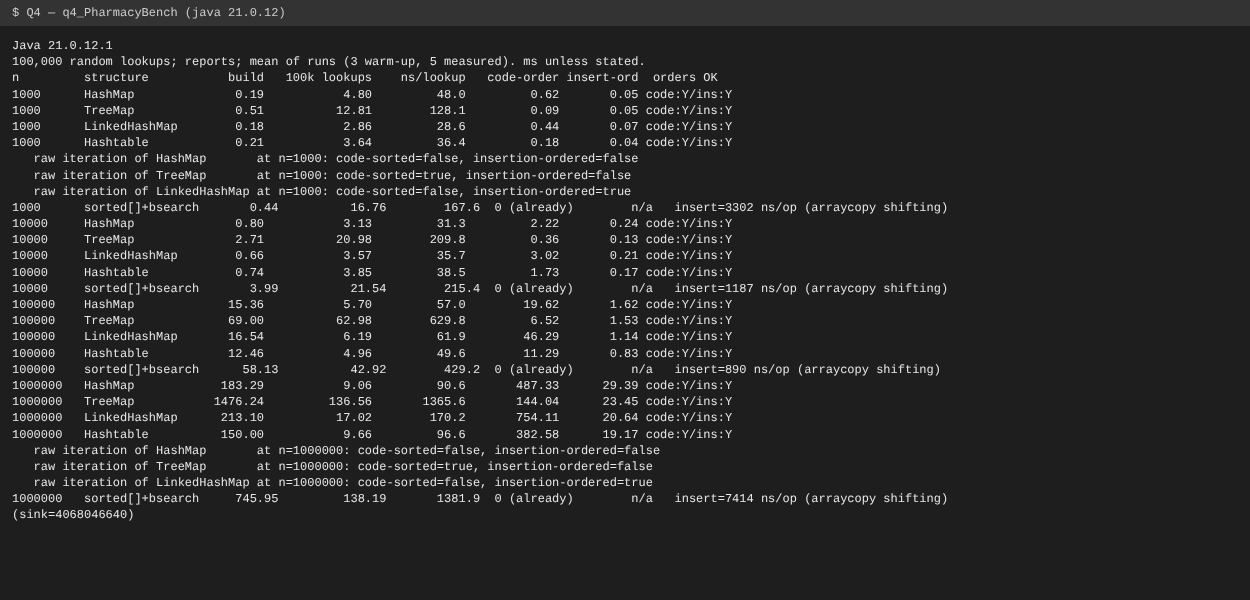 $ Q4 — q4_PharmacyBench (java 21.0.12)
Java 21.0.12.1
100,000 random lookups; reports; mean of runs (3 warm-up, 5 measured). ms unless stated.
n         structure           build   100k lookups    ns/lookup   code-order insert-ord  orders OK
1000      HashMap              0.19           4.80         48.0         0.62       0.05 code:Y/ins:Y
1000      TreeMap              0.51          12.81        128.1         0.09       0.05 code:Y/ins:Y
1000      LinkedHashMap        0.18           2.86         28.6         0.44       0.07 code:Y/ins:Y
1000      Hashtable            0.21           3.64         36.4         0.18       0.04 code:Y/ins:Y
   raw iteration of HashMap       at n=1000: code-sorted=false, insertion-ordered=false
   raw iteration of TreeMap       at n=1000: code-sorted=true, insertion-ordered=false
   raw iteration of LinkedHashMap at n=1000: code-sorted=false, insertion-ordered=true
1000      sorted[]+bsearch       0.44          16.76        167.6  0 (already)        n/a   insert=3302 ns/op (arraycopy shifting)
10000     HashMap              0.80           3.13         31.3         2.22       0.24 code:Y/ins:Y
10000     TreeMap              2.71          20.98        209.8         0.36       0.13 code:Y/ins:Y
10000     LinkedHashMap        0.66           3.57         35.7         3.02       0.21 code:Y/ins:Y
10000     Hashtable            0.74           3.85         38.5         1.73       0.17 code:Y/ins:Y
10000     sorted[]+bsearch       3.99          21.54        215.4  0 (already)        n/a   insert=1187 ns/op (arraycopy shifting)
100000    HashMap             15.36           5.70         57.0        19.62       1.62 code:Y/ins:Y
100000    TreeMap             69.00          62.98        629.8         6.52       1.53 code:Y/ins:Y
100000    LinkedHashMap       16.54           6.19         61.9        46.29       1.14 code:Y/ins:Y
100000    Hashtable           12.46           4.96         49.6        11.29       0.83 code:Y/ins:Y
100000    sorted[]+bsearch      58.13          42.92        429.2  0 (already)        n/a   insert=890 ns/op (arraycopy shifting)
1000000   HashMap            183.29           9.06         90.6       487.33      29.39 code:Y/ins:Y
1000000   TreeMap           1476.24         136.56       1365.6       144.04      23.45 code:Y/ins:Y
1000000   LinkedHashMap      213.10          17.02        170.2       754.11      20.64 code:Y/ins:Y
1000000   Hashtable          150.00           9.66         96.6       382.58      19.17 code:Y/ins:Y
   raw iteration of HashMap       at n=1000000: code-sorted=false, insertion-ordered=false
   raw iteration of TreeMap       at n=1000000: code-sorted=true, insertion-ordered=false
   raw iteration of LinkedHashMap at n=1000000: code-sorted=false, insertion-ordered=true
1000000   sorted[]+bsearch     745.95         138.19       1381.9  0 (already)        n/a   insert=7414 ns/op (arraycopy shifting)
(sink=4068046640)